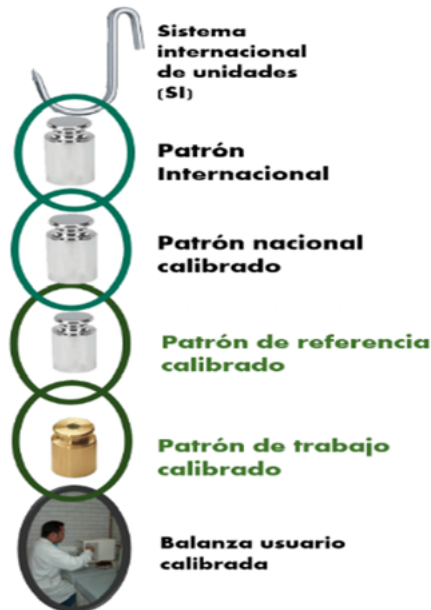 Sistema
internacional
de unidades
(SI)
Patrón
Internacional
Patrón nacional
calibrado
Patrón de referencia
calibrado
Patrón de trabajo
calibrado
Balanza usuario
calibrada